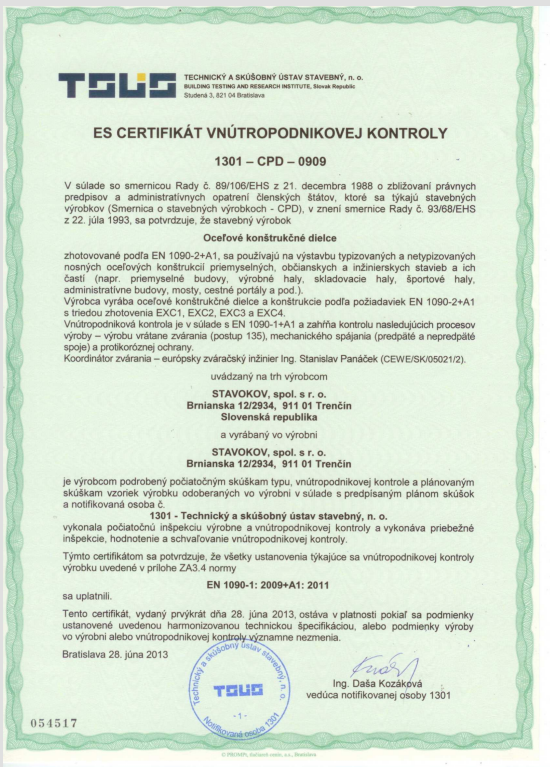 TSUS
TECHNICKÝ A SKÚŠOBNÝ ÚSTAV STAVEBNÝ, n. o.
BUILDING TESTING AND RESEARCH INSTITUTE, Slovak Republic
Studená 3, 821 04 Bratislava
ES CERTIFIKÁT VNÚTROPODNIKOVEJ KONTROLY
1301 – CPD – 0909
V súlade so smernicou Rady č. 89/106/EHS z 21. decembra 1988 o zbližovaní právnych
predpisov a administratívnych opatrení členských štátov, ktoré sa týkajú stavebných
výrobkov (Smernica o stavebných výrobkoch - CPD), v znení smernice Rady č. 93/68/EHS
z 22. júla 1993, sa potvrdzuje, že stavebný výrobok
Oceľové konštrukčné dielce
zhotovované podľa EN 1090-2+A1, sa používajú na výstavbu typizovaných a netypizovaných
nosných oceľových konštrukcií priemyselných, občianskych a inžinierskych stavieb a ich
častí (napr. priemyselné budovy, výrobné haly, skladovacie haly, športové haly,
administratívne budovy, mosty, cestné portály a pod.).
Výrobca vyrába oceľové konštrukčné dielce a konštrukcie podľa požiadaviek EN 1090-2+A1
s triedou zhotovenia EXC1, EXC2, EXC3 a EXC4.
Vnútropodniková kontrola je v súlade s EN 1090-1+A1 a zahŕňa kontrolu nasledujúcich procesov
výroby – výrobu vrátane zvárania (postup 135), mechanického spájania (predpäté a nepredpäté
spoje) a protikoróznej ochrany.
Koordinátor zvárania – európsky zváračský inžinier Ing. Stanislav Panáček (CEWE/SK/05021/2).
uvádzaný na trh výrobcom
STAVOKOV, spol. s r. o.
Brnianska 12/2934, 911 01 Trenčín
Slovenská republika
a vyrábaný vo výrobni
STAVOKOV, spol. s r. o.
Brnianska 12/2934, 911 01 Trenčín
je výrobcom podrobený počiatočným skúškam typu, vnútropodnikovej kontrole a plánovaným
skúškam vzoriek výrobku odoberaných vo výrobni v súlade s predpísaným plánom skúšok
a notifikovaná osoba č.
1301 - Technický a skúšobný ústav stavebný, n. o.
vykonala počiatočnú inšpekciu výrobne a vnútropodnikovej kontroly a vykonáva priebežné
inšpekcie, hodnotenie a schvaľovanie vnútropodnikovej kontroly.
Týmto certifikátom sa potvrdzuje, že všetky ustanovenia týkajúce sa vnútropodnikovej kontroly
výrobku uvedené v prílohe ZA3.4 normy
EN 1090-1: 2009+A1: 2011
sa uplatnili.
Tento certifikát, vydaný prvýkrát dňa 28. júna 2013, ostáva v platnosti pokiaľ sa podmienky
ustanovené uvedenou harmonizovanou technickou špecifikáciou, alebo podmienky výroby
vo výrobni alebo vnútropodnikovej kontroly významne nezmenia.
Bratislava 28. júna 2013
Technický a skúšobný ústav stavebný, n. o.
TSUS
- 1 -
Notifikovaná osoba 1301
Ing. Daša Kozáková
vedúca notifikovanej osoby 1301
054517